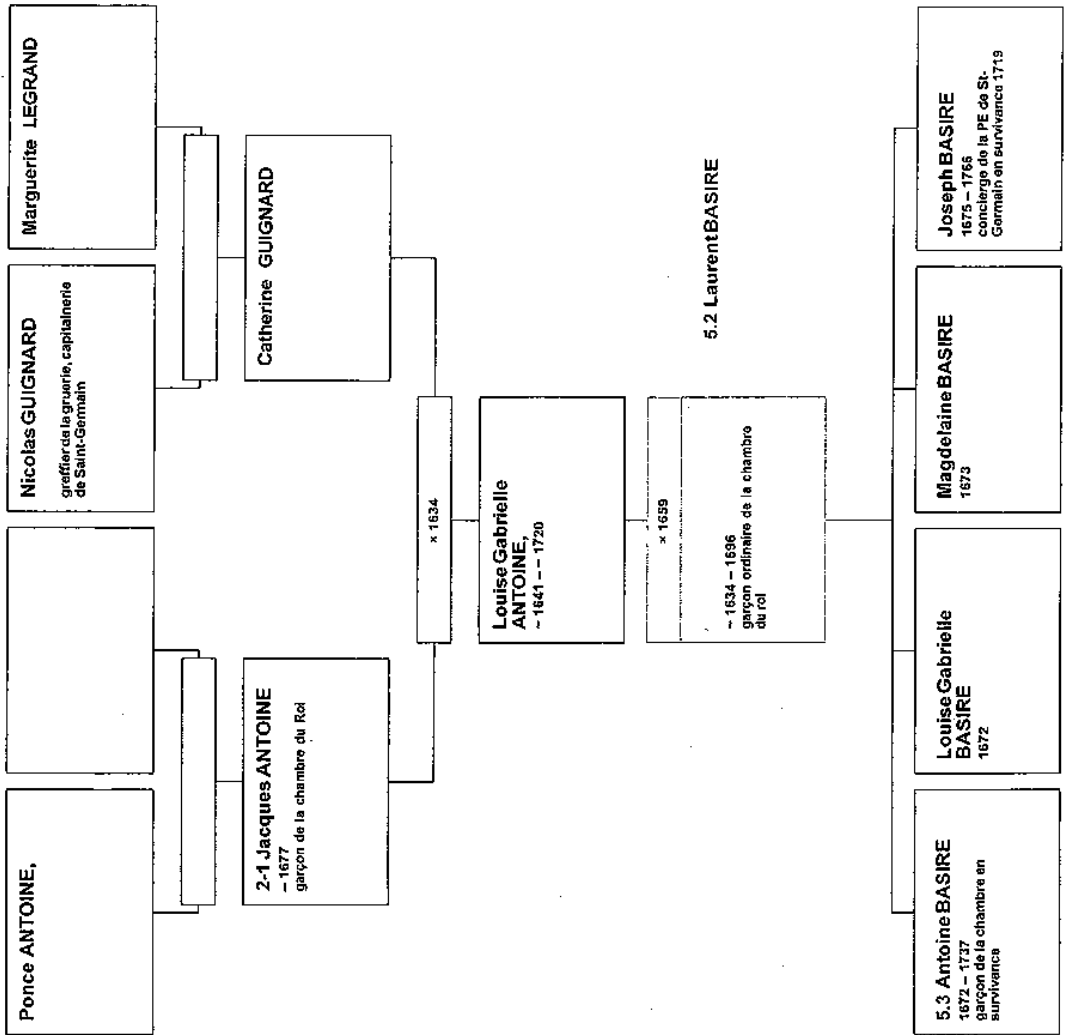 Ponce ANTOINE,
Nicolas GUIGNARD
greffier de la gruerie, capitainerie
de Saint-Germain
Marguerite LEGRAND
2-1 Jacques ANTOINE
~ 1677
garçon de la chambre du Roi
Catherine GUIGNARD
× 1634
Louise Gabrielle
ANTOINE,
~ 1641 – ~ 1720
× 1659
5.2 Laurent BASIRE
~ 1634 – 1696
garçon ordinaire de la chambre
du roi
5.3 Antoine BASIRE
1672 – 1737
garçon de la chambre en
survivance
Louise Gabrielle
BASIRE
1672
Magdelaine BASIRE
1673
Joseph BASIRE
1675 – 1766
concierge de la PE de St-
Germain en survivance 1719